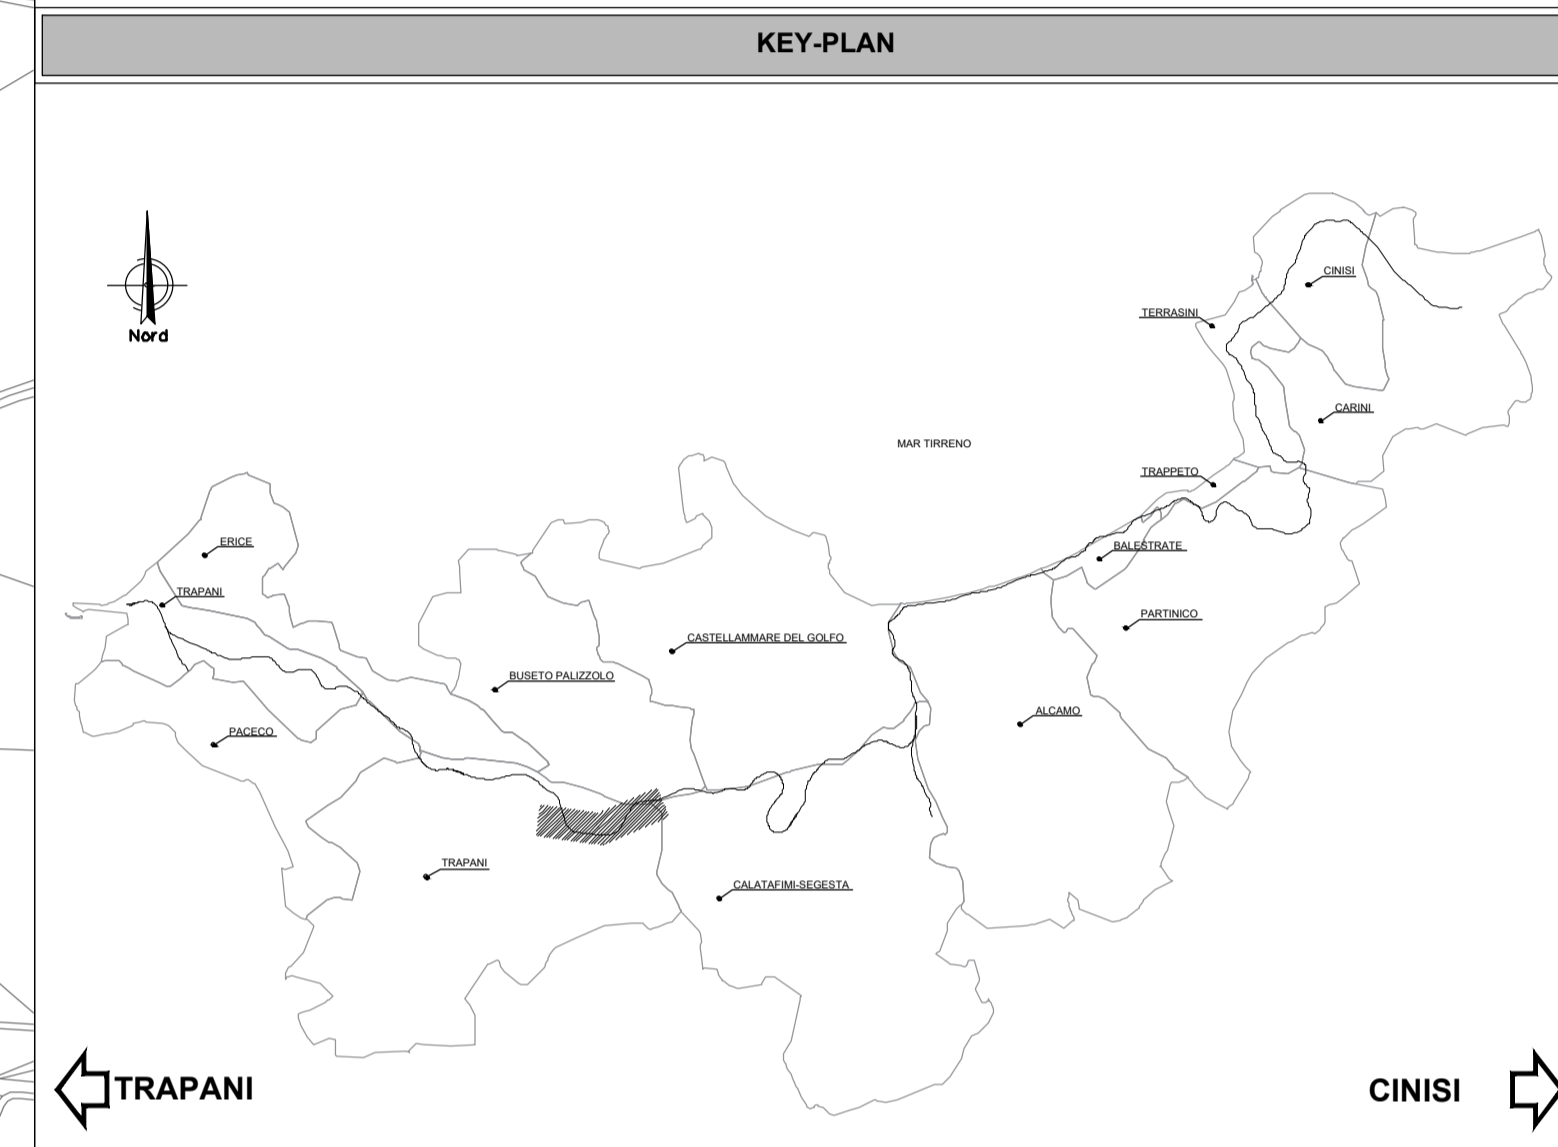 KEY-PLAN
Nord
CINISI
TERRASINI
CARINI
MAR TIRRENO
TRAPPETO
ERICE
BALESTRATE
TRAPANI
PARTINICO
CASTELLAMMARE DEL GOLFO
BUSETO PALIZZOLO
ALCAMO
PACECO
TRAPANI
CALATAFIMI-SEGESTA
TRAPANI
CINISI